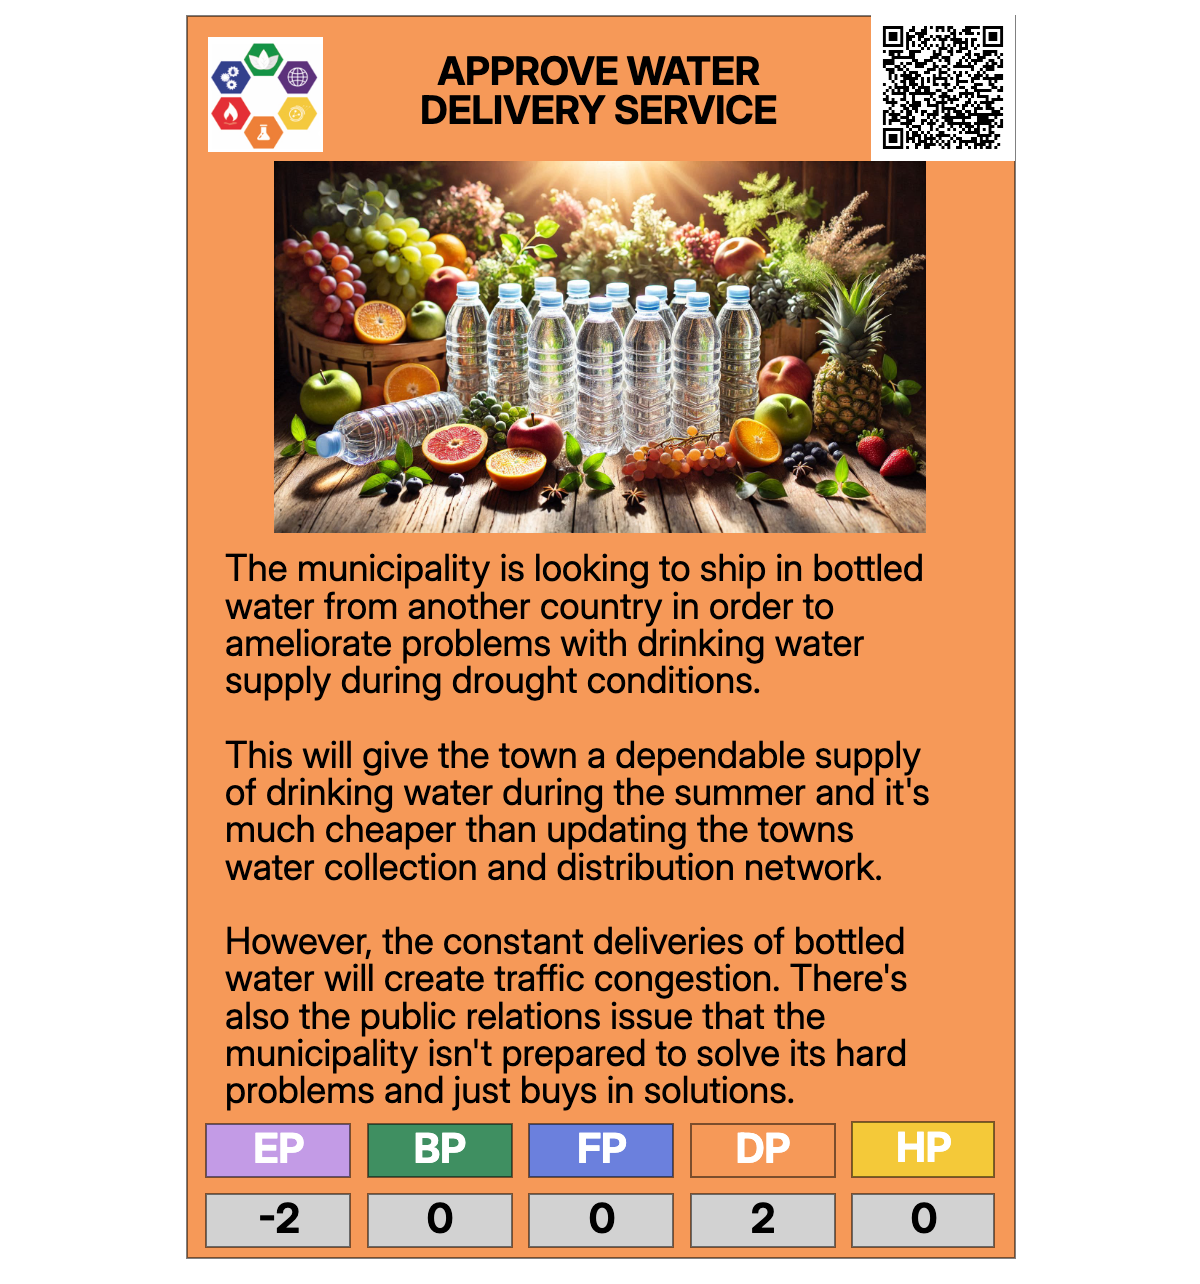 APPROVE WATER
DELIVERY SERVICE
The municipality is looking to ship in bottled
water from another country in order to
ameliorate problems with drinking water
supply during drought conditions.
This will give the town a dependable supply
of drinking water during the summer and it's
much cheaper than updating the towns
water collection and distribution network.
However, the constant deliveries of bottled
water will create traffic congestion. There's
also the public relations issue that the
municipality isn't prepared to solve its hard
problems and just buys in solutions.
EP BP FP DP HP
-2 0 0 2 0